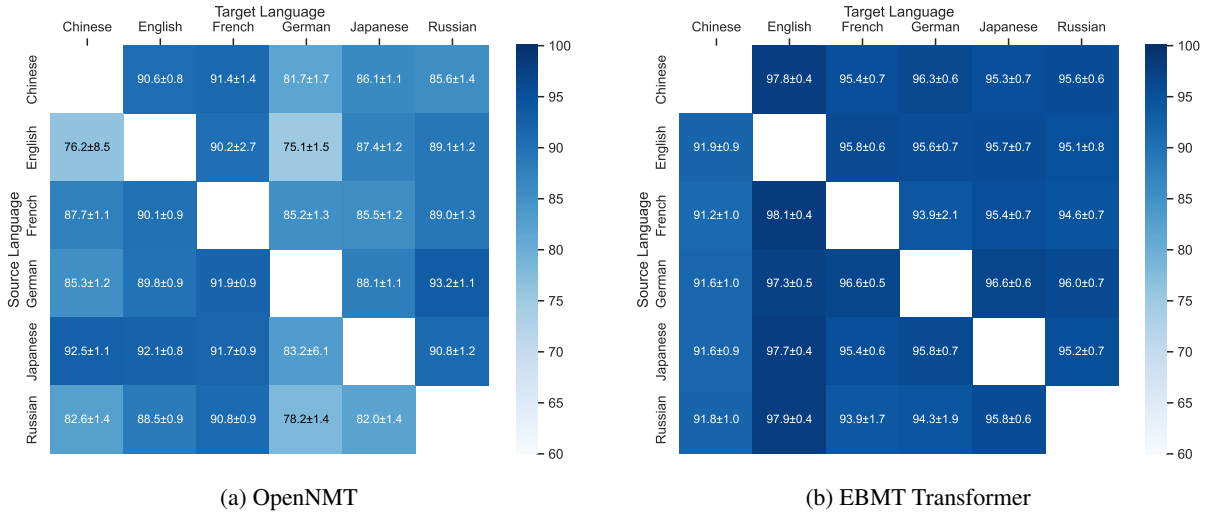 Target Language
Chinese English French German Japanese Russian
Source Language
Chinese 90.6±0.8 91.4±1.4 81.7±1.7 86.1±1.1 85.6±1.4
English 76.2±8.5 90.2±2.7 75.1±1.5 87.4±1.2 89.1±1.2
French 87.7±1.1 90.1±0.9 85.2±1.3 85.5±1.2 89.0±1.3
German 85.3±1.2 89.8±0.9 91.9±0.9 88.1±1.1 93.2±1.1
Japanese 92.5±1.1 92.1±0.8 91.7±0.9 83.2±6.1 90.8±1.2
Russian 82.6±1.4 88.5±0.9 90.8±0.9 78.2±1.4 82.0±1.4
100
95
90
85
80
75
70
65
60
(a) OpenNMT
Target Language
Chinese English French German Japanese Russian
Source Language
Chinese 97.8±0.4 95.4±0.7 96.3±0.6 95.3±0.7 95.6±0.6
English 91.9±0.9 95.8±0.6 95.6±0.7 95.7±0.7 95.1±0.8
French 91.2±1.0 98.1±0.4 93.9±2.1 95.4±0.7 94.6±0.7
German 91.6±1.0 97.3±0.5 96.6±0.5 96.6±0.6 96.0±0.7
Japanese 91.6±0.9 97.7±0.4 95.4±0.6 95.8±0.7 95.2±0.7
Russian 91.8±1.0 97.9±0.4 93.9±1.7 94.3±1.9 95.8±0.6
100
95
90
85
80
75
70
65
60
(b) EBMT Transformer